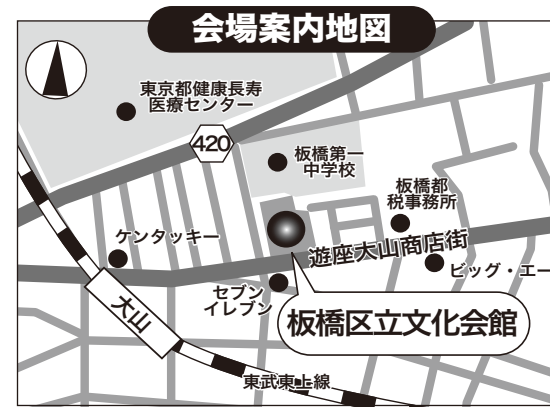 会場案内地図
東京都健康長寿
医療センター
420
板橋第一
中学校
板橋都
税事務所
ケンタッキー
遊座大山商店街
ビッグ・エー
セブン
イレブン
大山
板橋区立文化会館
東武東上線